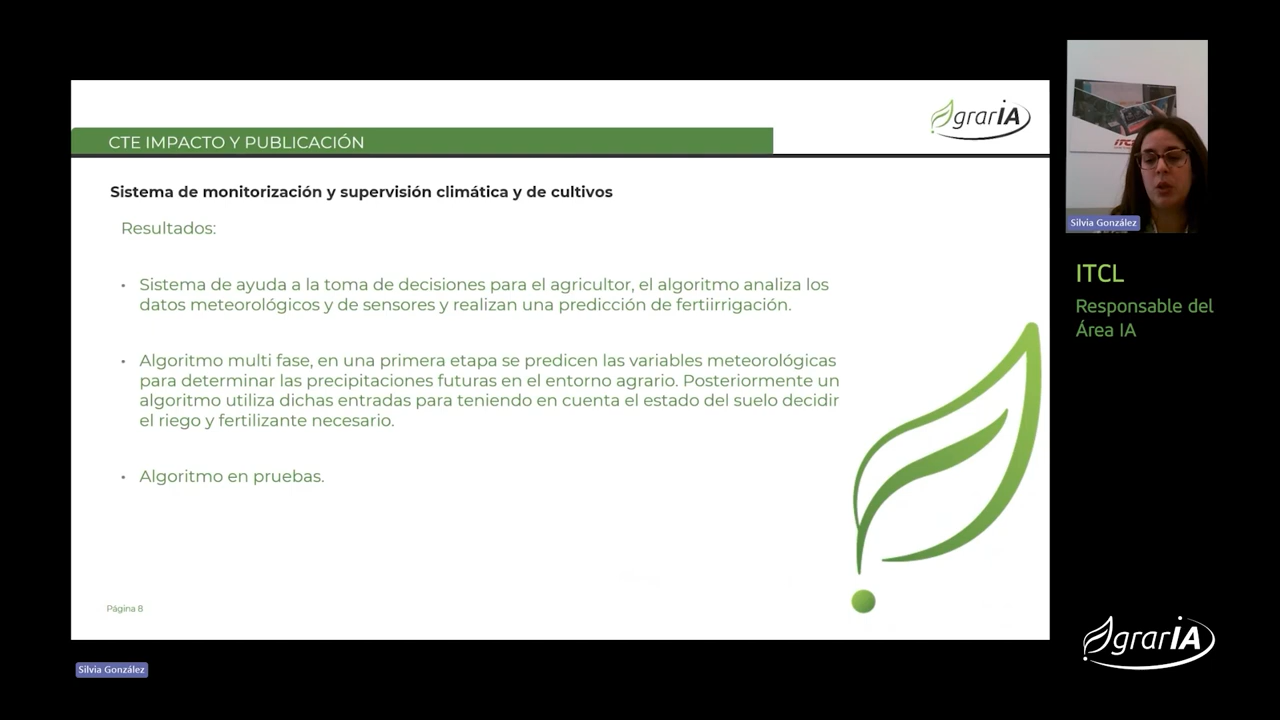 CTE IMPACTO Y PUBLICACIÓN
grarIA
Sistema de monitorización y supervisión climática y de cultivos
Resultados:
• Sistema de ayuda a la toma de decisiones para el agricultor, el algoritmo analiza los
datos meteorológicos y de sensores y realizan una predicción de fertiirrigación.
• Algoritmo multi fase, en una primera etapa se predicen las variables meteorológicas
para determinar las precipitaciones futuras en el entorno agrario. Posteriormente un
algoritmo utiliza dichas entradas para teniendo en cuenta el estado del suelo decidir
el riego y fertilizante necesario.
• Algoritmo en pruebas.
Página 8
Silvia González
Silvia González
ITCL
Responsable del
Área IA
grarIA